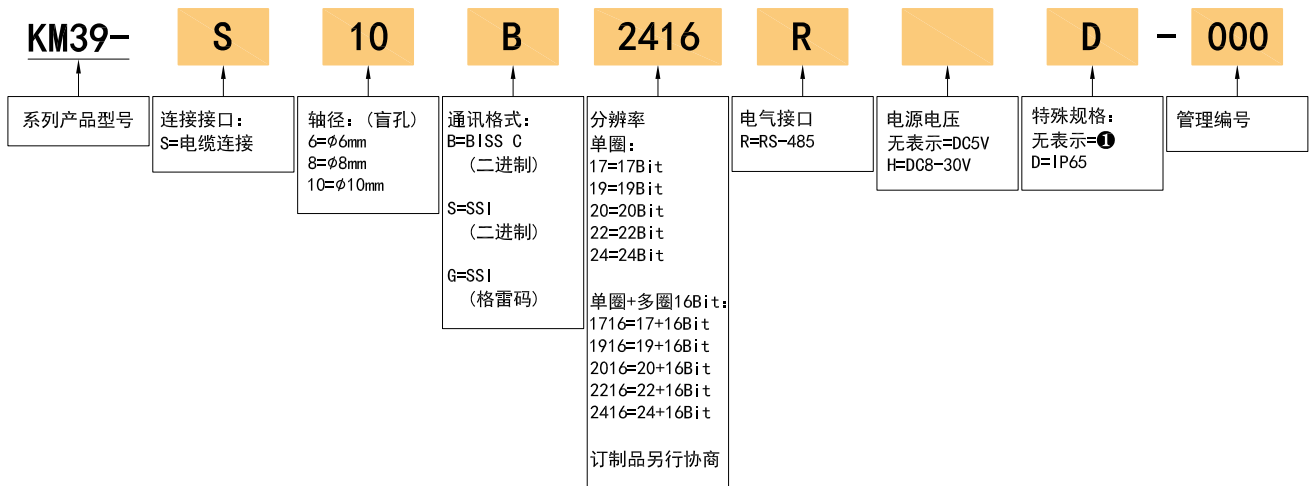 KM39- S 10 B 2416 R D - 000
系列产品型号
连接接口：
S=电缆连接
轴径：（盲孔）
6=φ6mm
8=φ8mm
10=φ10mm
通讯格式：
B=BISS C
（二进制）
S=SSI
（二进制）
G=SSI
（格雷码）
分辨率
单圈：
17=17Bit
19=19Bit
20=20Bit
22=22Bit
24=24Bit
单圈+多圈16Bit：
1716=17+16Bit
1916=19+16Bit
2016=20+16Bit
2216=22+16Bit
2416=24+16Bit
订制品另行协商
电气接口
R=RS-485
电源电压
无表示=DC5V
H=DC8-30V
特殊规格：
无表示=❶
D=IP65
管理编号